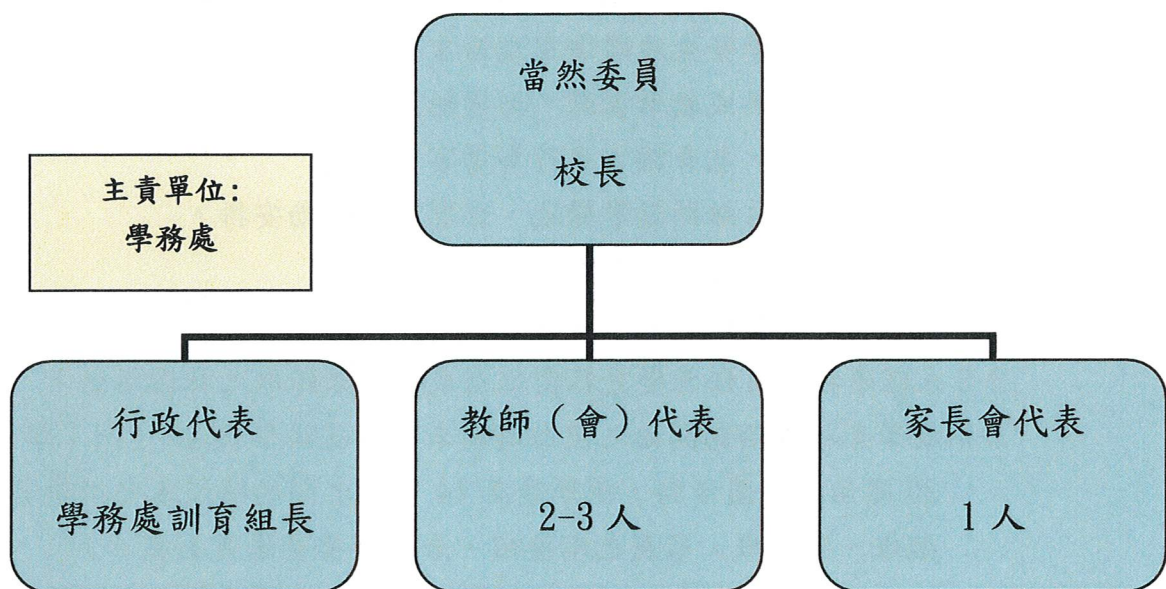 當然委員
校長
主責單位:
學務處
行政代表
學務處訓育組長
教師（會）代表
2-3 人
家長會代表
1 人